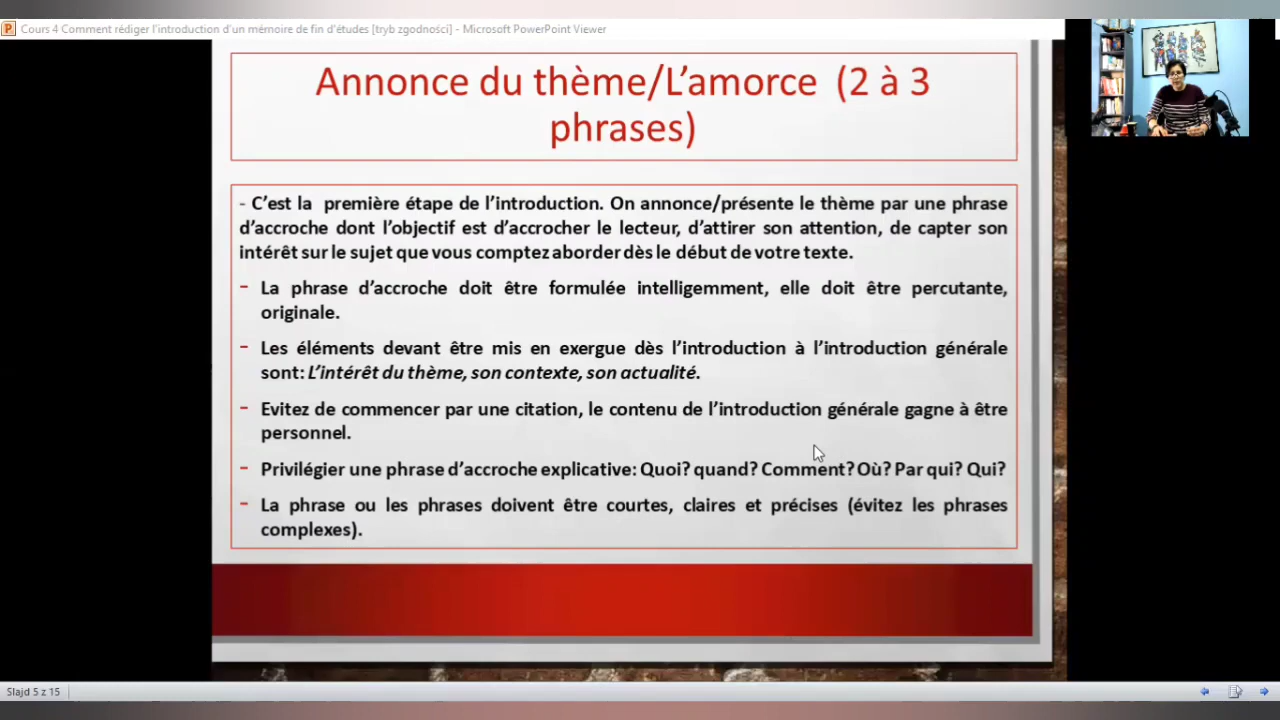 Cours 4 Comment rédiger l'introduction d'un mémoire de fin d'études [tryb zgodności] - Microsoft PowerPoint Viewer
Annonce du thème/L'amorce (2 à 3
phrases)
- C'est la première étape de l'introduction. On annonce/présente le thème par une phrase
d'accroche dont l'objectif est d'accrocher le lecteur, d'attirer son attention, de capter son
intérêt sur le sujet que vous comptez aborder dès le début de votre texte.
- La phrase d'accroche doit être formulée intelligemment, elle doit être percutante,
originale.
- Les éléments devant être mis en exergue dès l'introduction à l'introduction générale
sont: L'intérêt du thème, son contexte, son actualité.
- Evitez de commencer par une citation, le contenu de l'introduction générale gagne à être
personnel.
- Privilégier une phrase d'accroche explicative: Quoi? quand? Comment? Où? Par qui? Qui?
- La phrase ou les phrases doivent être courtes, claires et précises (évitez les phrases
complexes).
Slajd 5 z 15